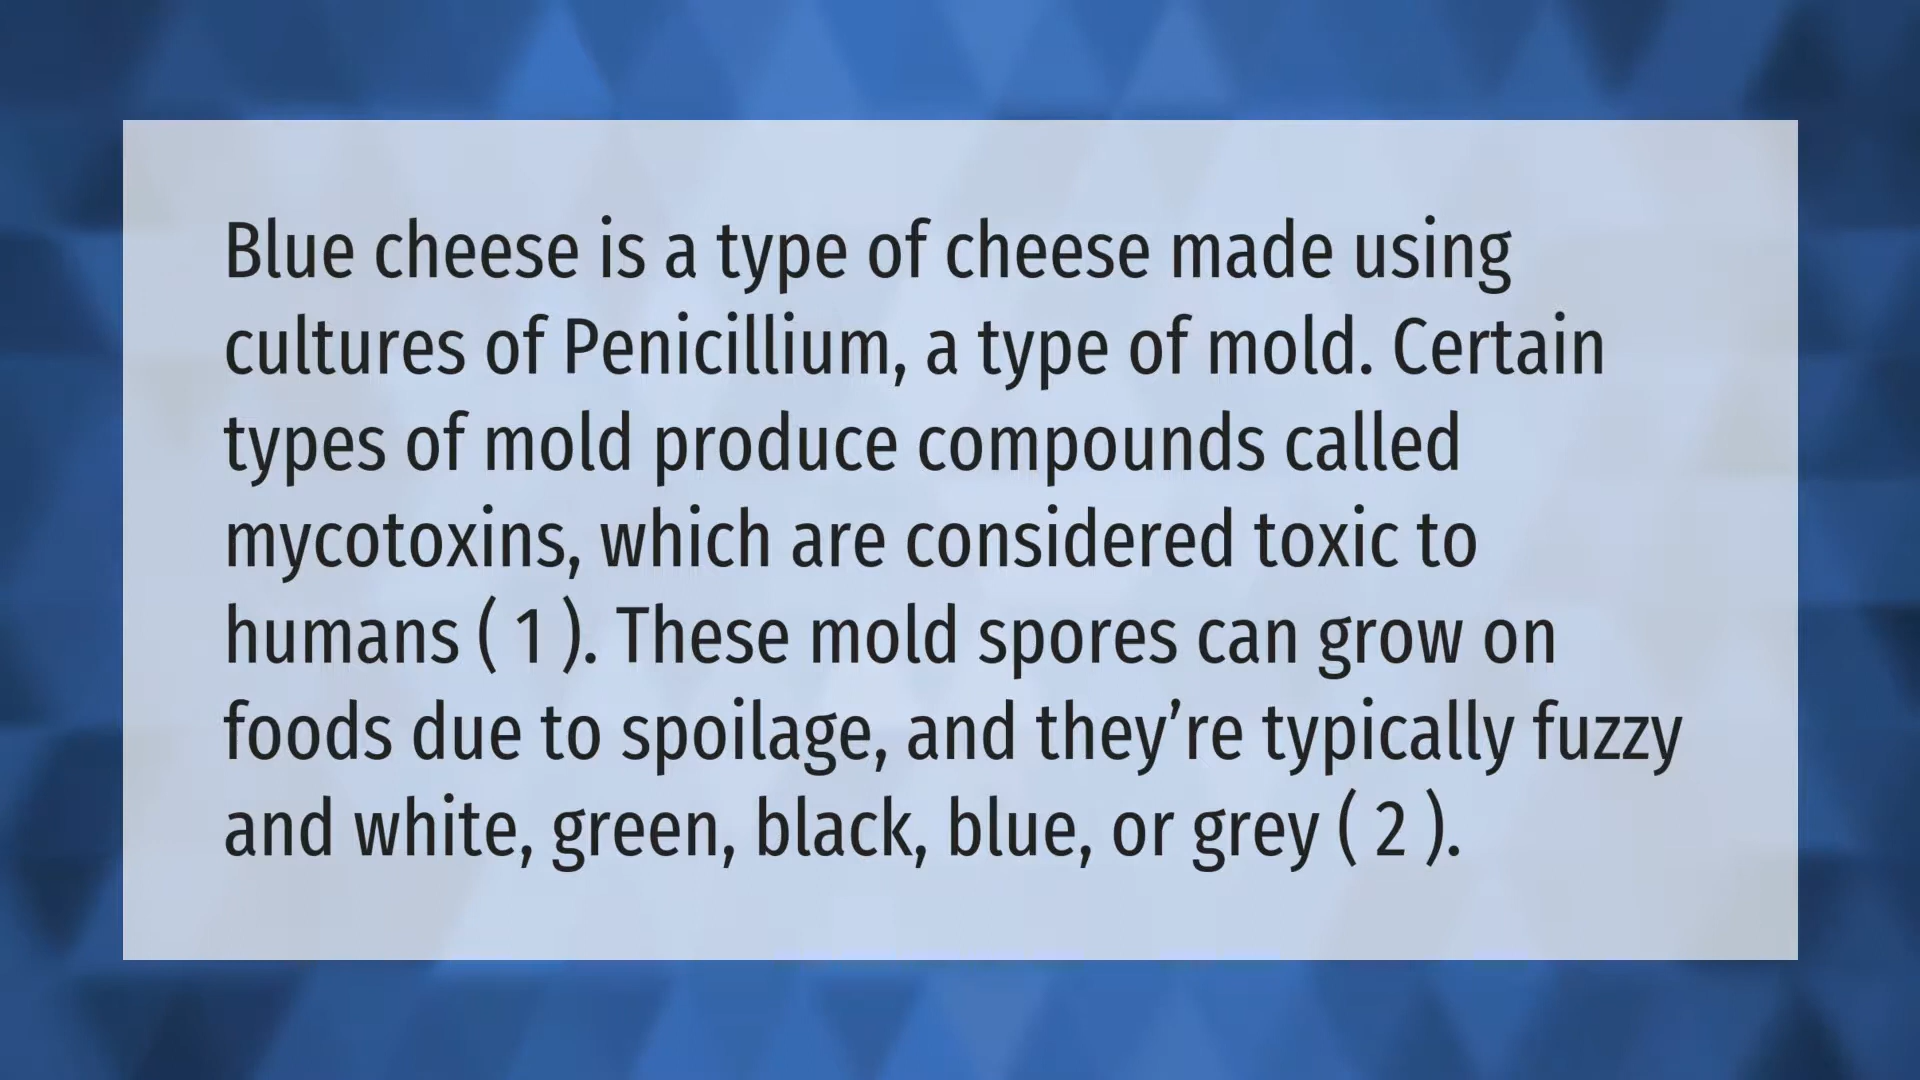 Blue cheese is a type of cheese made using
cultures of Penicillium, a type of mold. Certain
types of mold produce compounds called
mycotoxins, which are considered toxic to
humans ( 1 ). These mold spores can grow on
foods due to spoilage, and they’re typically fuzzy
and white, green, black, blue, or grey ( 2 ).